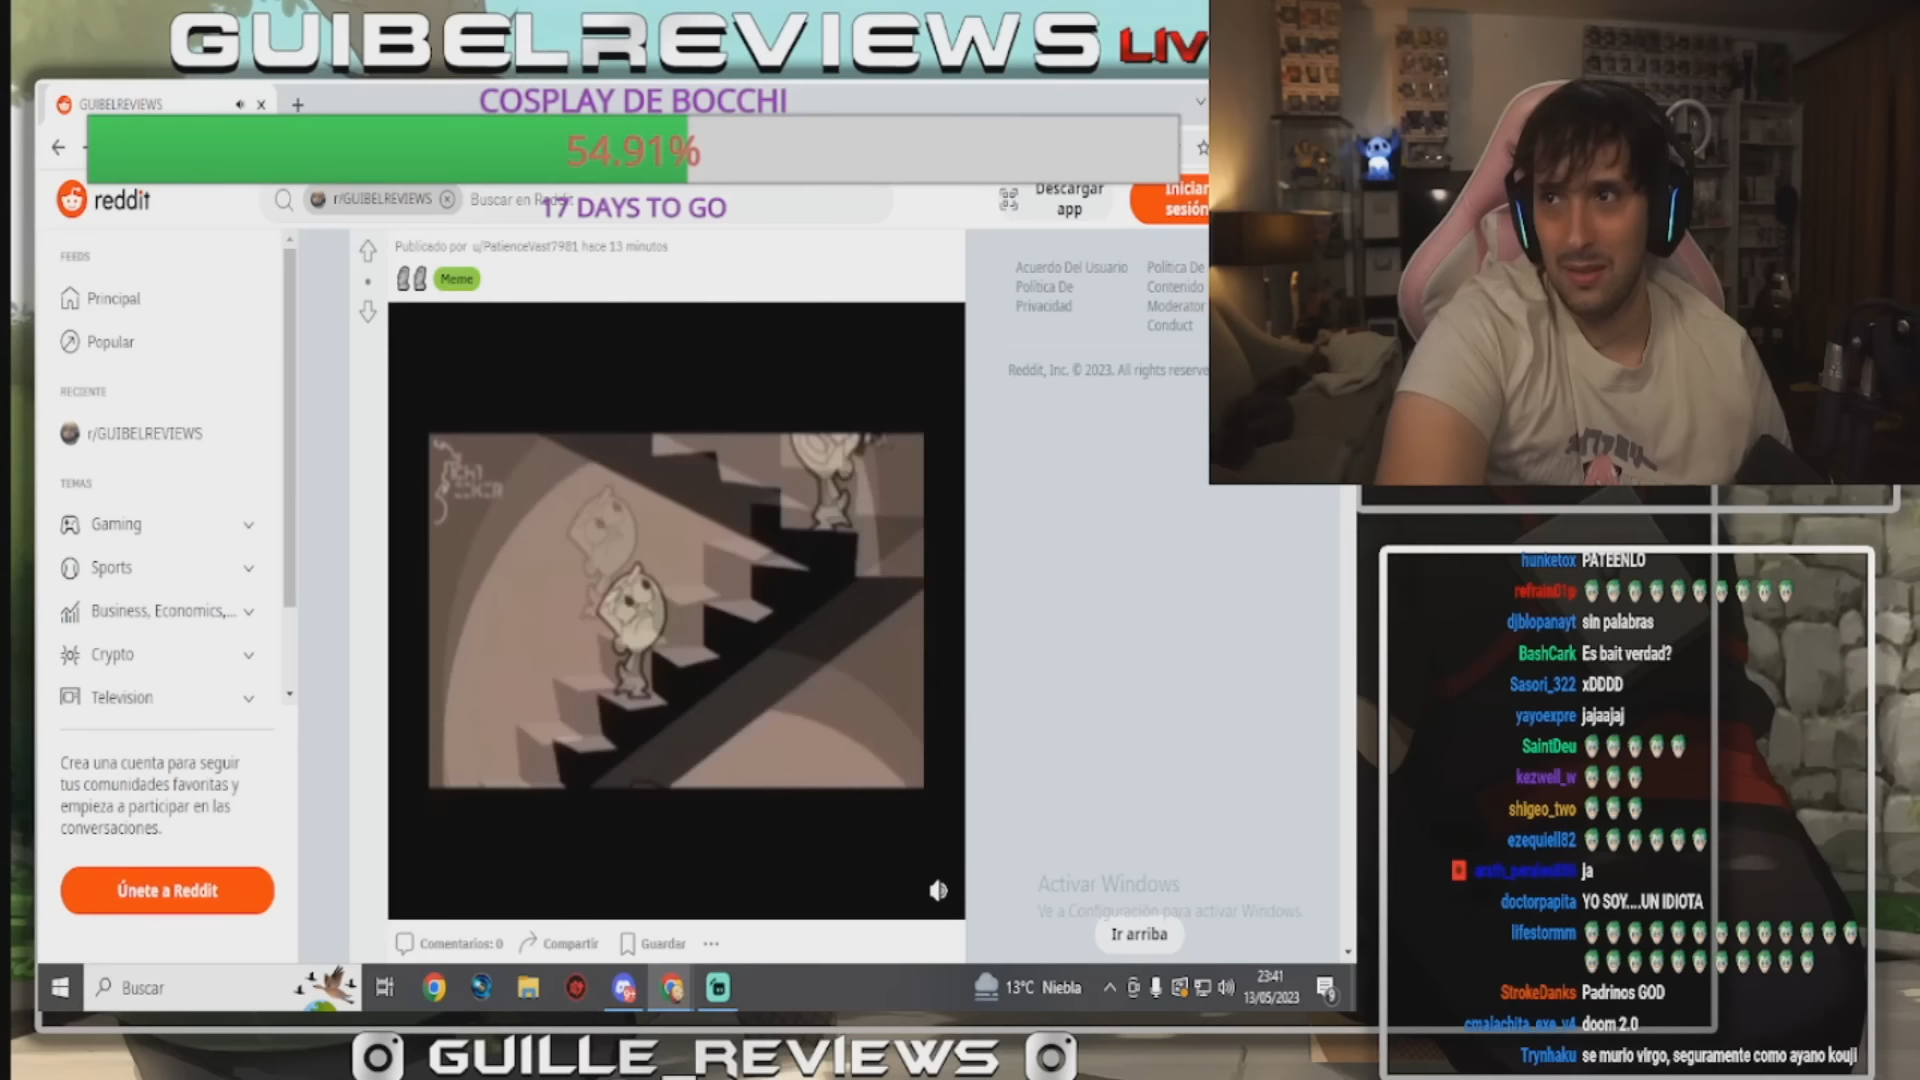 GUIBELREVIEWS LIV
GUIBELREVIEWS
COSPLAY DE BOCCHI
54.91%
17 DAYS TO GO
reddit
r/GUIBELREVIEWS
Buscar en Reddit
Descargar app
Iniciar sesión
FEEDS
Principal
Popular
RECIENTE
r/GUIBELREVIEWS
TEMAS
Gaming
Sports
Business, Economics,...
Crypto
Television
Crea una cuenta para seguir
tus comunidades favoritas y
empieza a participar en las
conversaciones.
Únete a Reddit
Publicado por u/PatienceVast7981 hace 13 minutos
Meme
Comentarios: 0
Compartir
Guardar
Acuerdo Del Usuario
Política De
Privacidad
Política De
Contenido
Moderator
Conduct
Reddit, Inc. © 2023. All rights reserve
Activar Windows
Ve a Configuración para activar Windows.
Ir arriba
Buscar
13°C Niebla
23:41
13/05/2023
9
hunketox PATEENLO
refrain01p
djblopanayt sin palabras
BashCark Es bait verdad?
Sasori_322 xDDDD
yayoexpre jajaajaj
SaintDeu
kezwell_w
shigeo_two
ezequiell82
ja
doctorpapita YO SOY....UN IDIOTA
lifestormm
StrokeDanks Padrinos GOD
cmalachita_exe_v4 doom 2.0
Trynhaku se murio virgo, seguramente como ayano kouji
GUILLE_REVIEWS